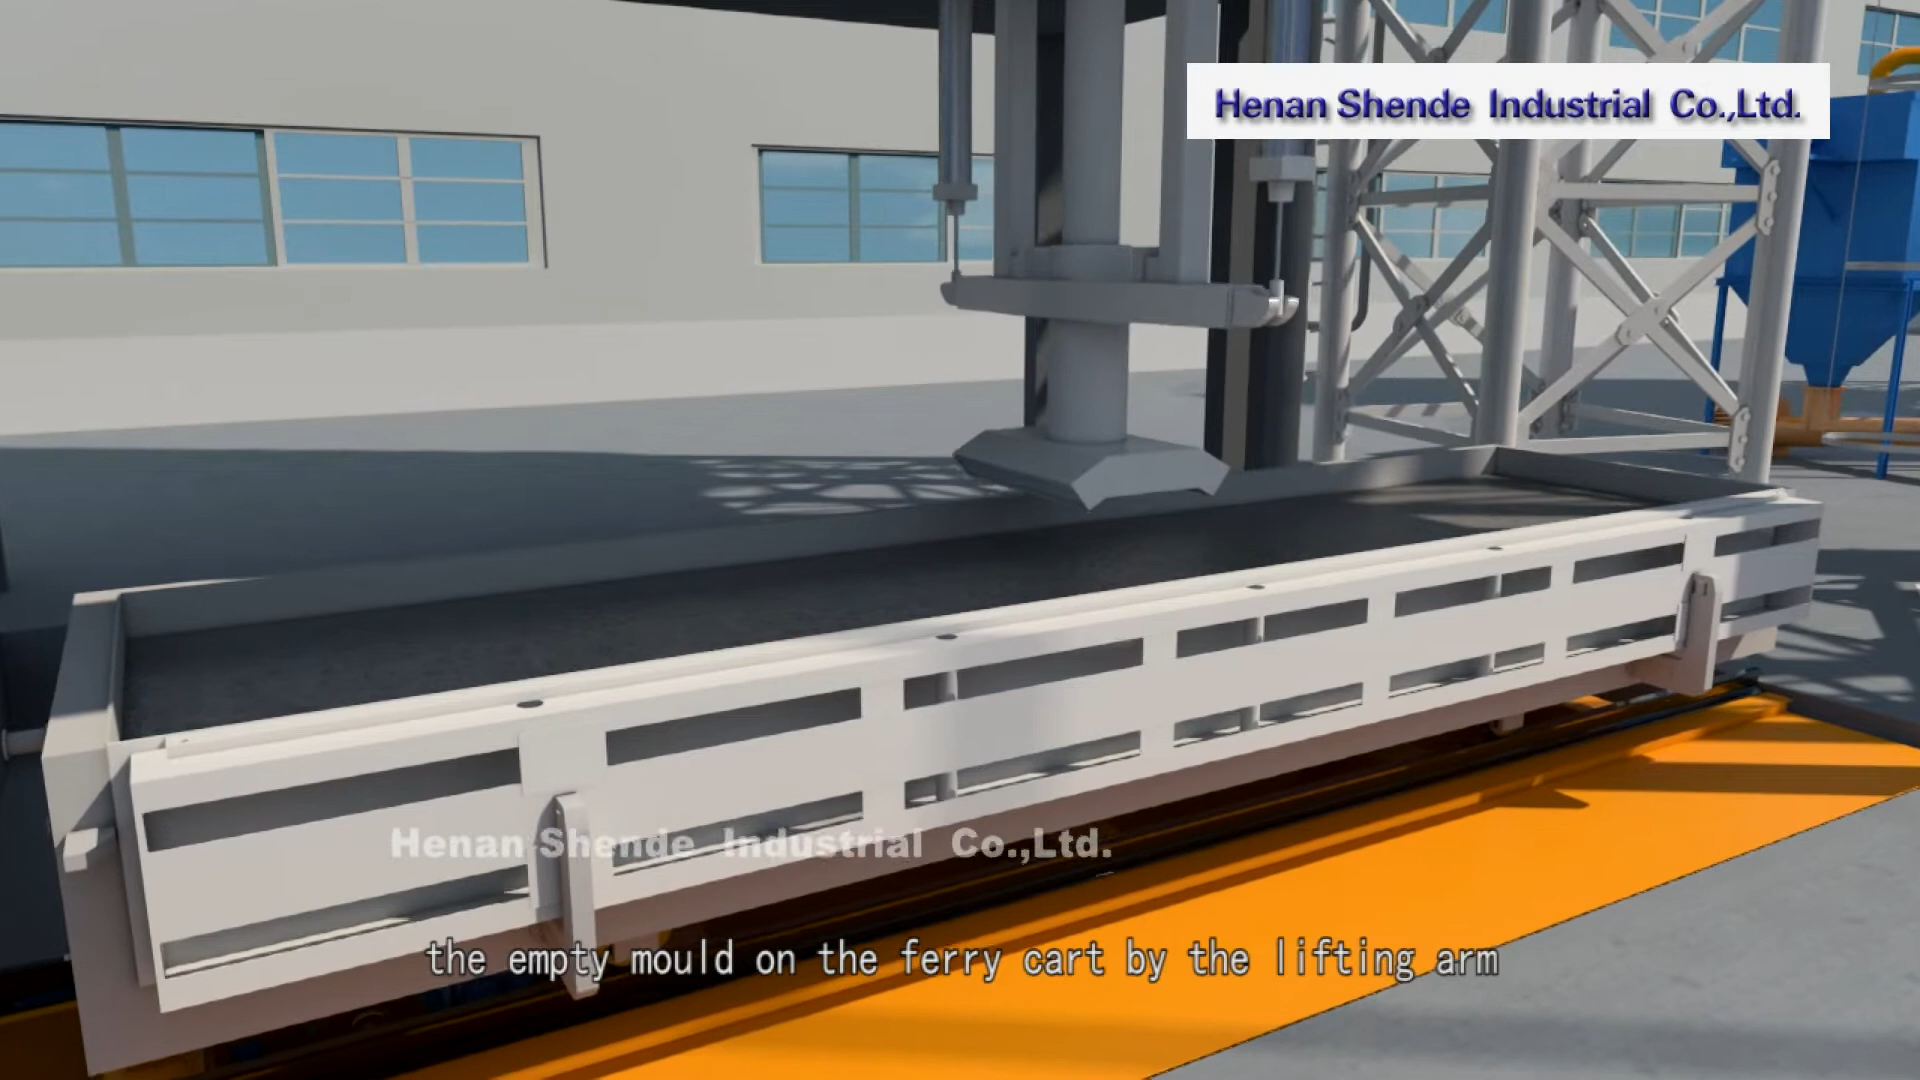 Henan Shende Industrial Co.,Ltd.
Henan Shende Industrial Co.,Ltd.
the empty mould on the ferry cart by the lifting arm